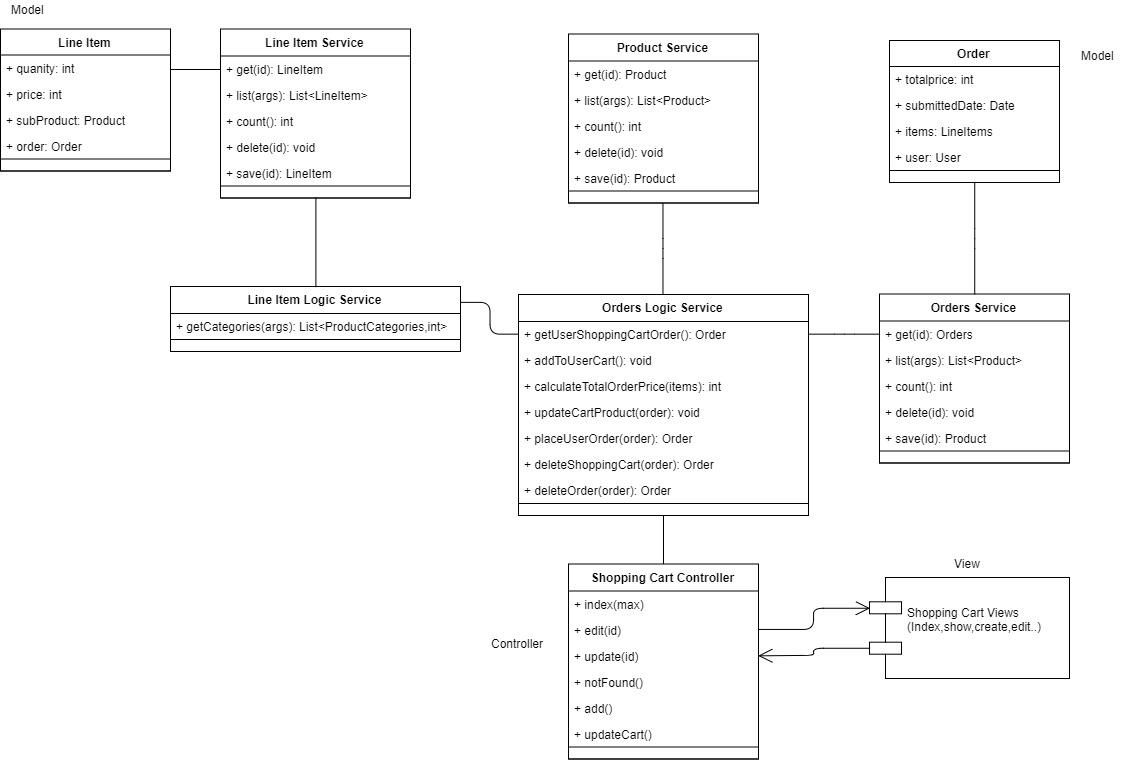 Model
Line Item
+ quanity: int
+ price: int
+ subProduct: Product
+ order: Order
Line Item Service
+ get(id): LineItem
+ list(args): List<LineItem>
+ count(): int
+ delete(id): void
+ save(id): LineItem
Product Service
+ get(id): Product
+ list(args): List<Product>
+ count(): int
+ delete(id): void
+ save(id): Product
Order
+ totalprice: int
+ submittedDate: Date
+ items: LineItems
+ user: User
Model
Line Item Logic Service
+ getCategories(args): List<ProductCategories,int>
Orders Logic Service
+ getUserShoppingCartOrder(): Order
+ addToUserCart(): void
+ calculateTotalOrderPrice(items): int
+ updateCartProduct(order): void
+ placeUserOrder(order): Order
+ deleteShoppingCart(order): Order
+ deleteOrder(order): Order
Orders Service
+ get(id): Orders
+ list(args): List<Product>
+ count(): int
+ delete(id): void
+ save(id): Product
Controller
Shopping Cart Controller
+ index(max)
+ edit(id)
+ update(id)
+ notFound()
+ add()
+ updateCart()
View
Shopping Cart Views
(Index,show,create,edit..)